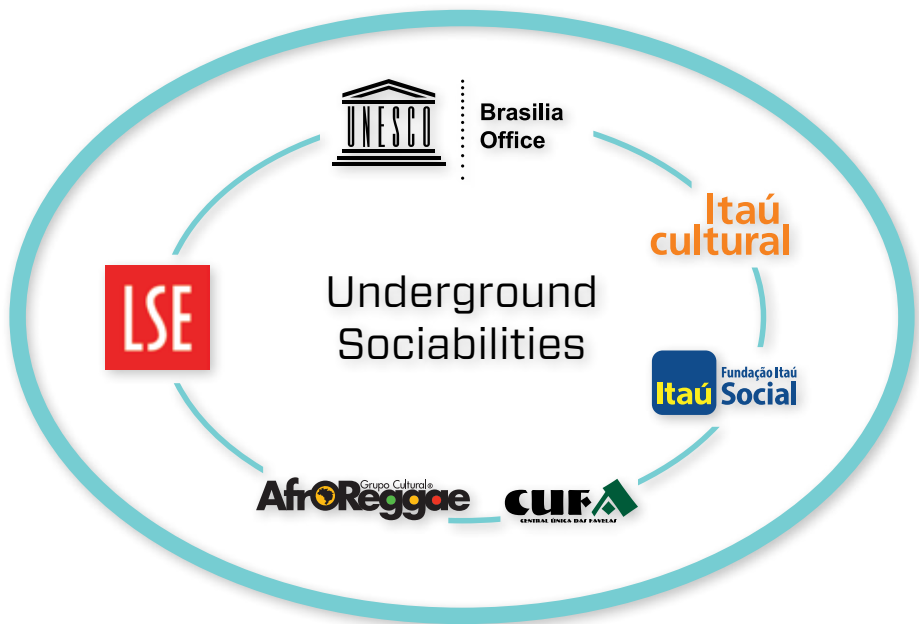 UNESCO
Brasilia
Office
Itaú
cultural
LSE
Underground
Sociabilities
Itaú
Fundação Itaú
Social
Grupo Cultural®
AfroReggae
CUFA
CENTRAL ÚNICA DAS FAVELAS